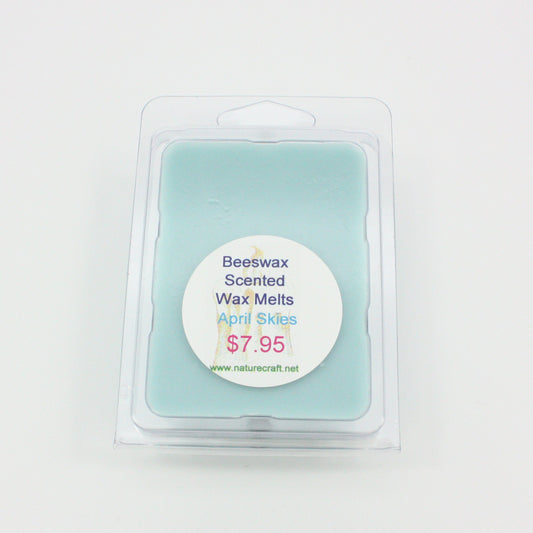 Beeswax
Scented
Wax Melts
April Skies
$7.95
www.naturecraft.net